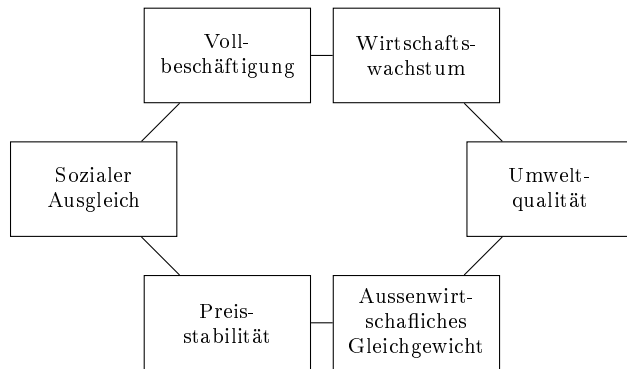 Voll-
beschäftigung
Wirtschafts-
wachstum
Sozialer
Ausgleich
Umwelt-
qualität
Preis-
stabilität
Aussenwirt-
schafliches
Gleichgewicht